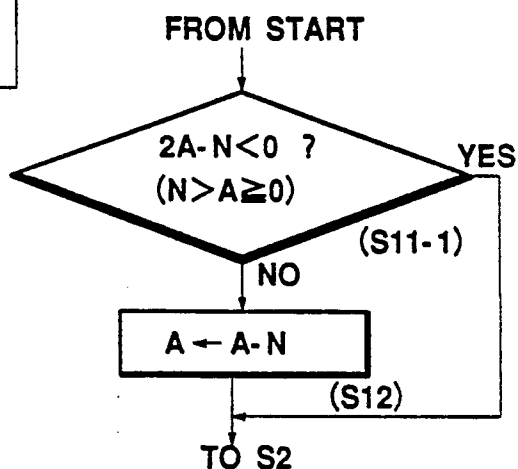 FROM START
2A-N<0 ?
(N>A≧0)
YES
(S11-1)
NO
A ← A-N
(S12)
TO S2